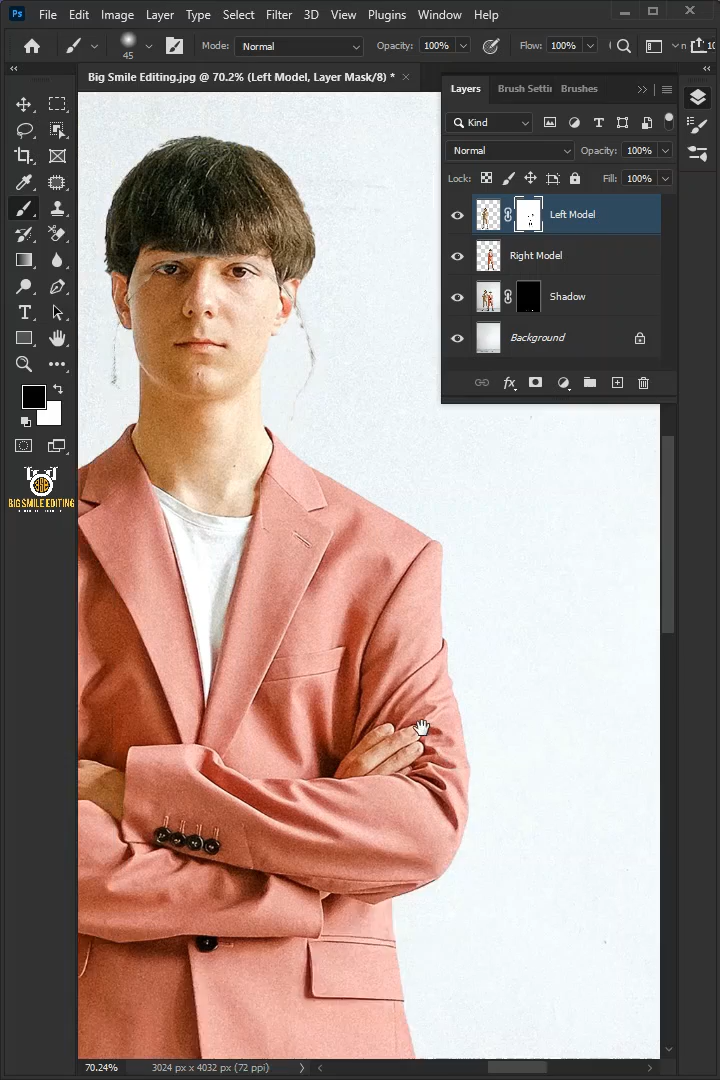 Ps File Edit Image Layer Type Select Filter 3D View Plugins Window Help
45 Mode: Normal Opacity: 100% Flow: 100%
Big Smile Editing.jpg @ 70.2% (Left Model, Layer Mask/8) * ×
Layers Brush Settin Brushes
Kind
Normal Opacity: 100%
Lock: Fill: 100%
Left Model
Right Model
Shadow
Background
fx
BIG SMILE EDITING
70.24% 3024 px x 4032 px (72 ppi)